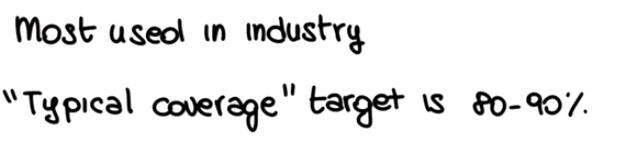 Most used in industry
"Typical coverage" target is 80-90%.